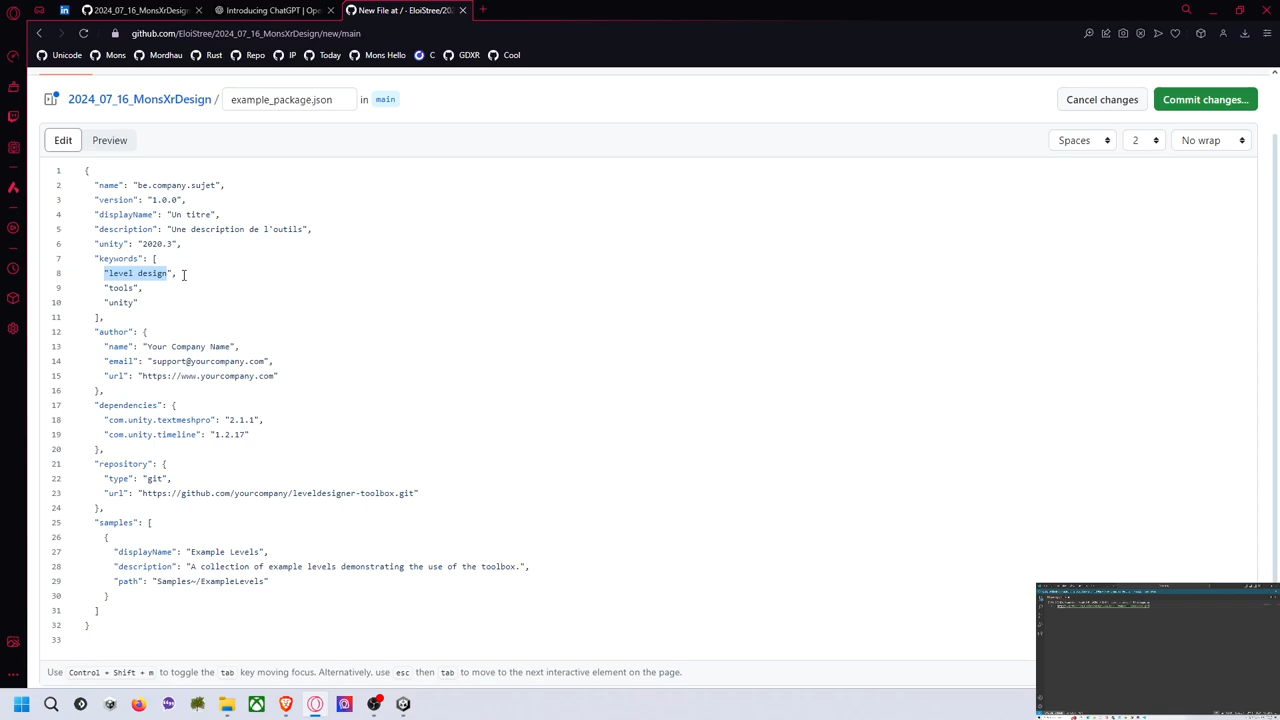 2024_07_16_MonsXrDesign/
Introducing ChatGPT | Ope
New File at / - EloiStree/202
github.com/EloiStree/2024_07_16_MonsXrDesign/new/main
Unicode Mons Mordhau Rust Repo IP Today Mons Hello C GDXR Cool
2024_07_16_MonsXrDesign / example_package.json in main Cancel changes Commit changes...
Edit Preview Spaces 2 No wrap
1 {
2 "name": "be.company.sujet",
3 "version": "1.0.0",
4 "displayName": "Un titre",
5 "description": "Une description de l'outils",
6 "unity": "2020.3",
7 "keywords": [
8 "level design",
9 "tools",
10 "unity"
11 ],
12 "author": {
13 "name": "Your Company Name",
14 "email": "support@yourcompany.com",
15 "url": "https://www.yourcompany.com"
16 },
17 "dependencies": {
18 "com.unity.textmeshpro": "2.1.1",
19 "com.unity.timeline": "1.2.17"
20 },
21 "repository": {
22 "type": "git",
23 "url": "https://github.com/yourcompany/leveldesigner-toolbox.git"
24 },
25 "samples": [
26 {
27 "displayName": "Example Levels",
28 "description": "A collection of example levels demonstrating the use of the toolbox.",
29 "path": "Samples~/ExampleLevels"
30 }
31 ]
32 }
33
Use Control + Shift + m to toggle the tab key moving focus. Alternatively, use esc then tab to move to the next interactive element on the page.